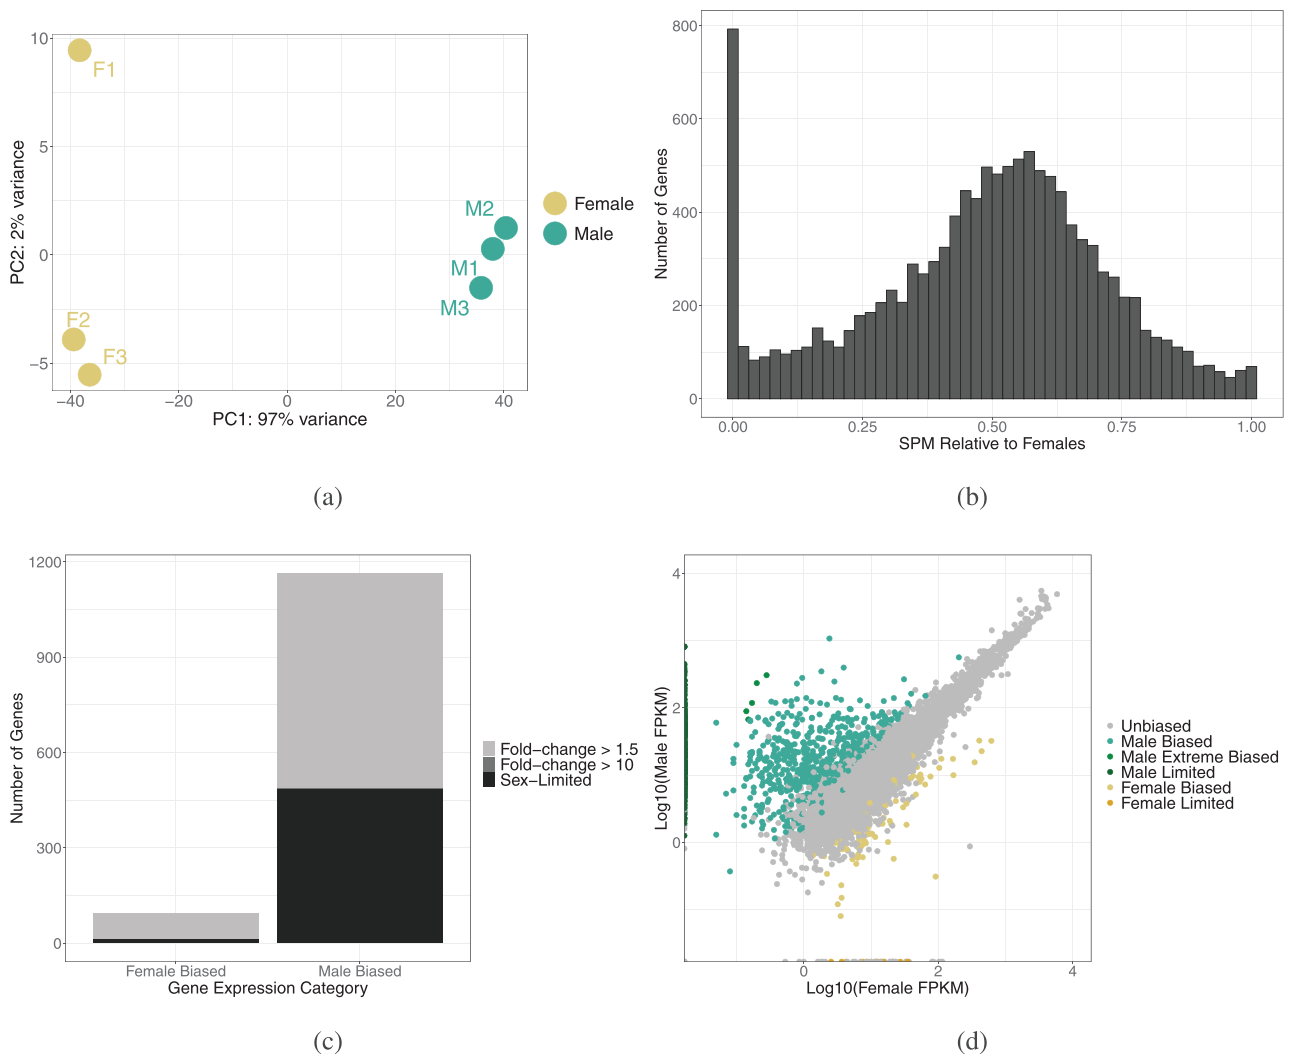 10
5
0
−5
PC2: 2% variance
F1
F2
F3
M2
M1
M3
−40
−20
0
20
40
PC1: 97% variance
Female
Male
(a)
800
600
400
200
0
Number of Genes
0.00
0.25
0.50
0.75
1.00
SPM Relative to Females
(b)
1200
900
600
300
0
Number of Genes
Female Biased
Male Biased
Gene Expression Category
Fold−change > 1.5
Fold−change > 10
Sex−Limited
(c)
4
2
0
Log10(Male FPKM)
0
2
4
Log10(Female FPKM)
Unbiased
Male Biased
Male Extreme Biased
Male Limited
Female Biased
Female Limited
(d)